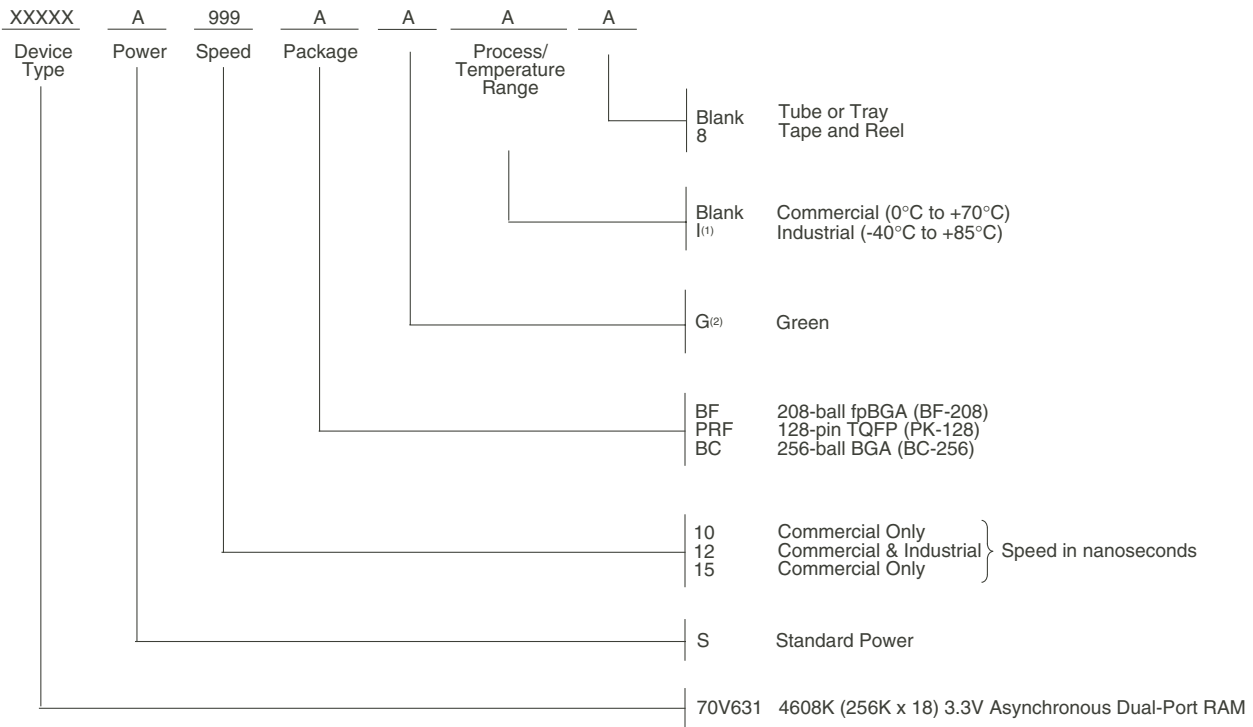 XXXXX A 999 A A A A
Device Type Power Speed Package Process/ Temperature Range
Blank Tube or Tray
8 Tape and Reel
Blank Commercial (0°C to +70°C)
I(1) Industrial (-40°C to +85°C)
G(2) Green
BF 208-ball fpBGA (BF-208)
PRF 128-pin TQFP (PK-128)
BC 256-ball BGA (BC-256)
10 Commercial Only
12 Commercial & Industrial Speed in nanoseconds
15 Commercial Only
S Standard Power
70V631 4608K (256K x 18) 3.3V Asynchronous Dual-Port RAM